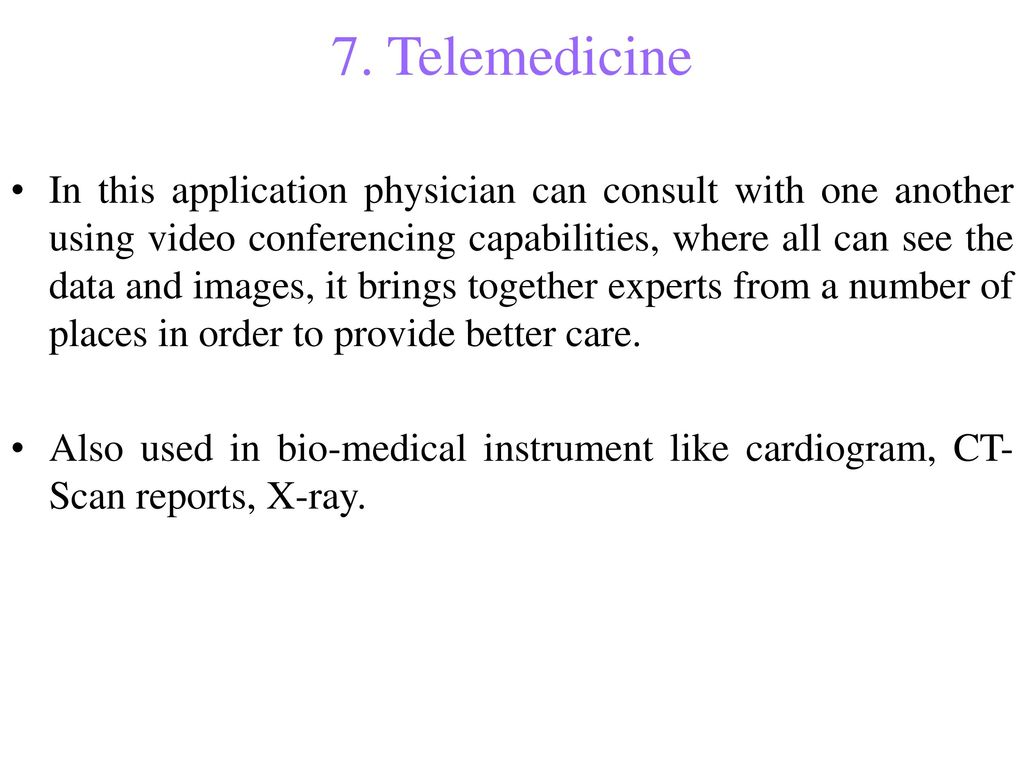 7. Telemedicine
• In this application physician can consult with one another
using video conferencing capabilities, where all can see the
data and images, it brings together experts from a number of
places in order to provide better care.
• Also used in bio-medical instrument like cardiogram, CT-
Scan reports, X-ray.